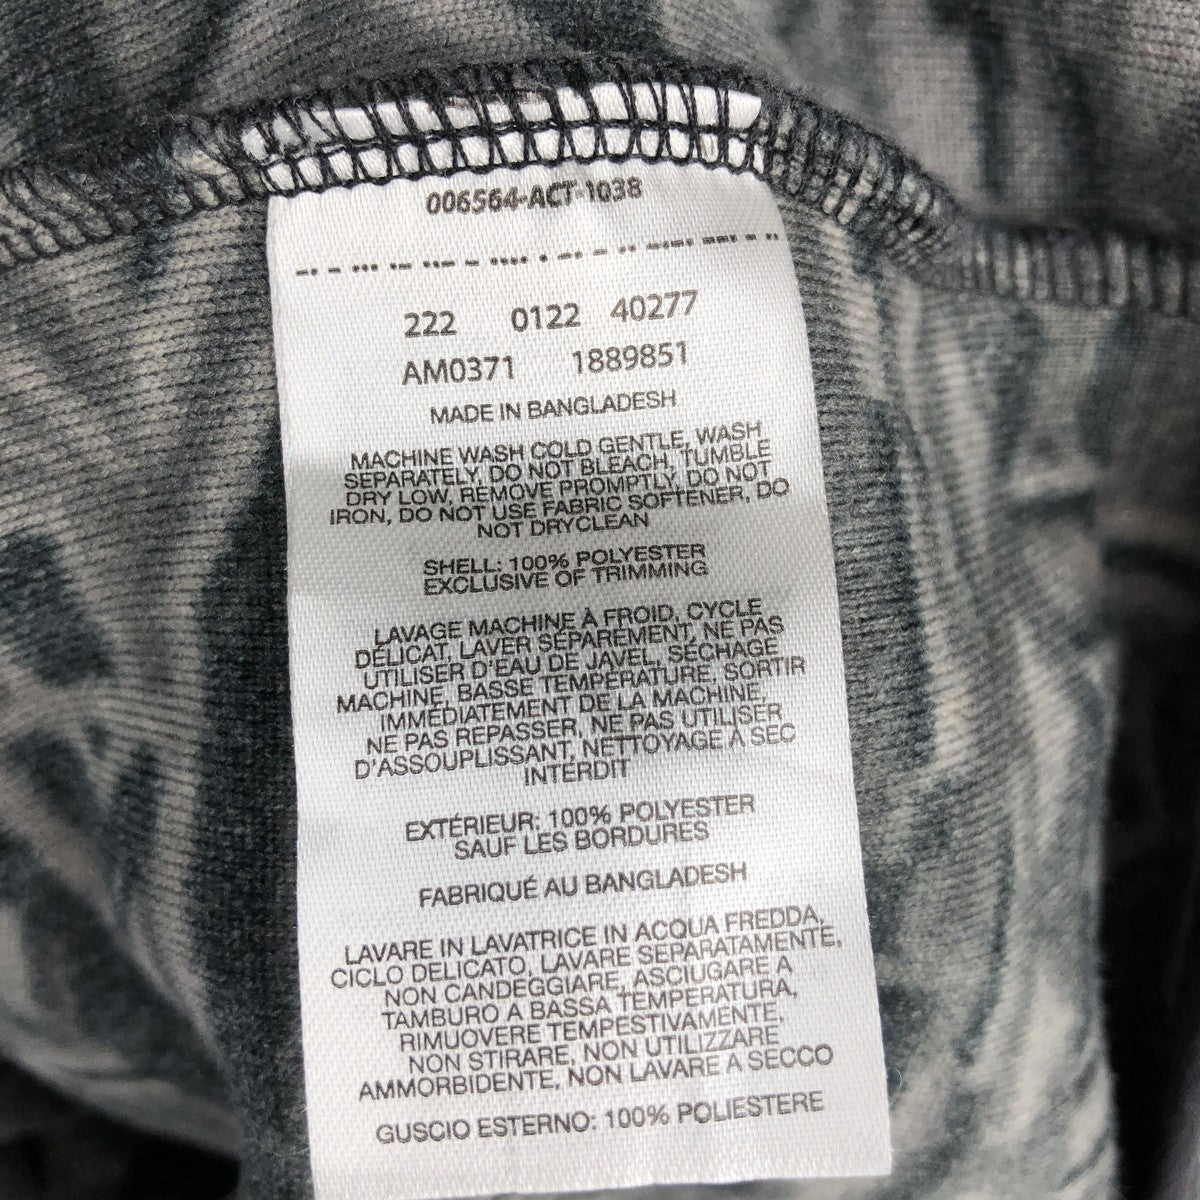 006564-ACT-1038
222 0122 40277
AM0371 1889851
MADE IN BANGLADESH
MACHINE WASH COLD GENTLE, WASH
SEPARATELY, DO NOT BLEACH, TUMBLE
DRY LOW, REMOVE PROMPTLY, DO NOT
IRON, DO NOT USE FABRIC SOFTENER, DO
NOT DRYCLEAN
SHELL: 100% POLYESTER
EXCLUSIVE OF TRIMMING
LAVAGE MACHINE À FROID, CYCLE
DÉLICAT, LAVER SÉPARÉMENT, NE PAS
UTILISER D'EAU DE JAVEL, SÉCHAGE
MACHINE, BASSE TEMPÉRATURE, SORTIR
IMMÉDIATEMENT DE LA MACHINE,
NE PAS REPASSER, NE PAS UTILISER
D'ASSOUPLISSANT, NETTOYAGE À SEC
INTERDIT
EXTÉRIEUR: 100% POLYESTER
SAUF LES BORDURES
FABRIQUÉ AU BANGLADESH
LAVARE IN LAVATRICE IN ACQUA FREDDA,
CICLO DELICATO, LAVARE SEPARATAMENTE,
NON CANDEGGIARE, ASCIUGARE A
TAMBURO A BASSA TEMPERATURA,
RIMUOVERE TEMPESTIVAMENTE,
NON STIRARE, NON UTILIZZARE
AMMORBIDENTE, NON LAVARE A SECCO
GUSCIO ESTERNO: 100% POLIESTERE